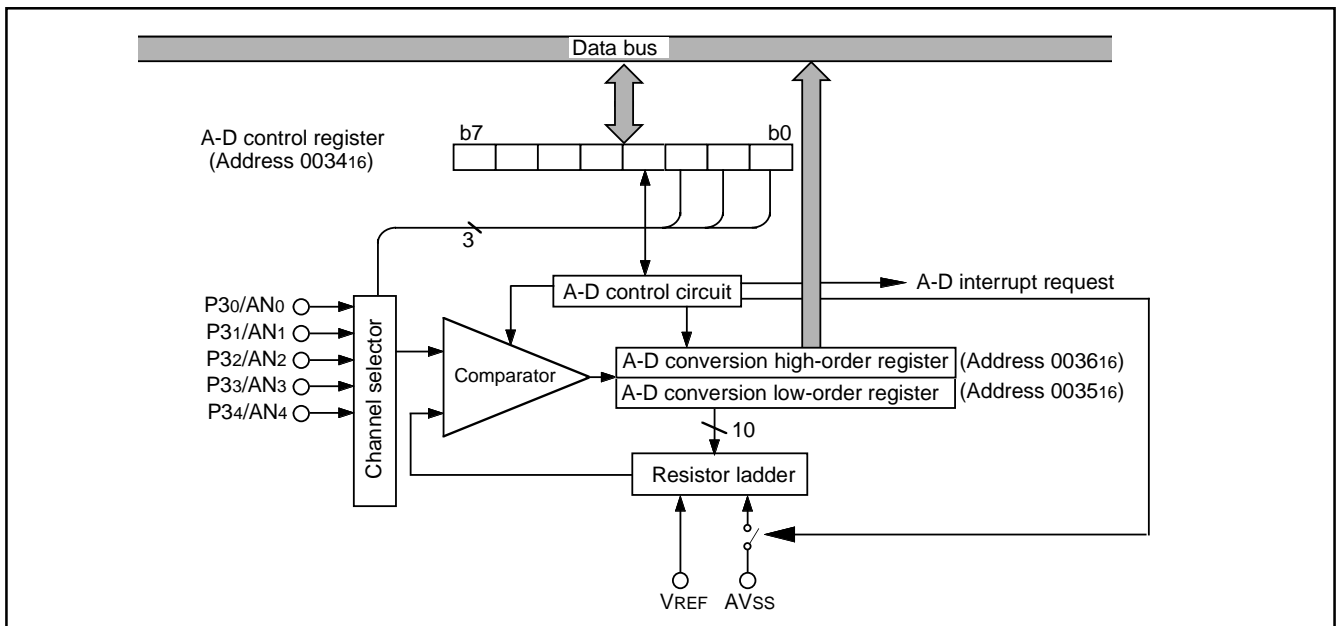 Data bus
b7 b0
A-D control register
(Address 003416)
3
A-D control circuit
A-D interrupt request
P30/AN0
P31/AN1
P32/AN2
P33/AN3
P34/AN4
Channel selector
Comparator
A-D conversion high-order register (Address 003616)
A-D conversion low-order register (Address 003516)
10
Resistor ladder
VREF AVSS